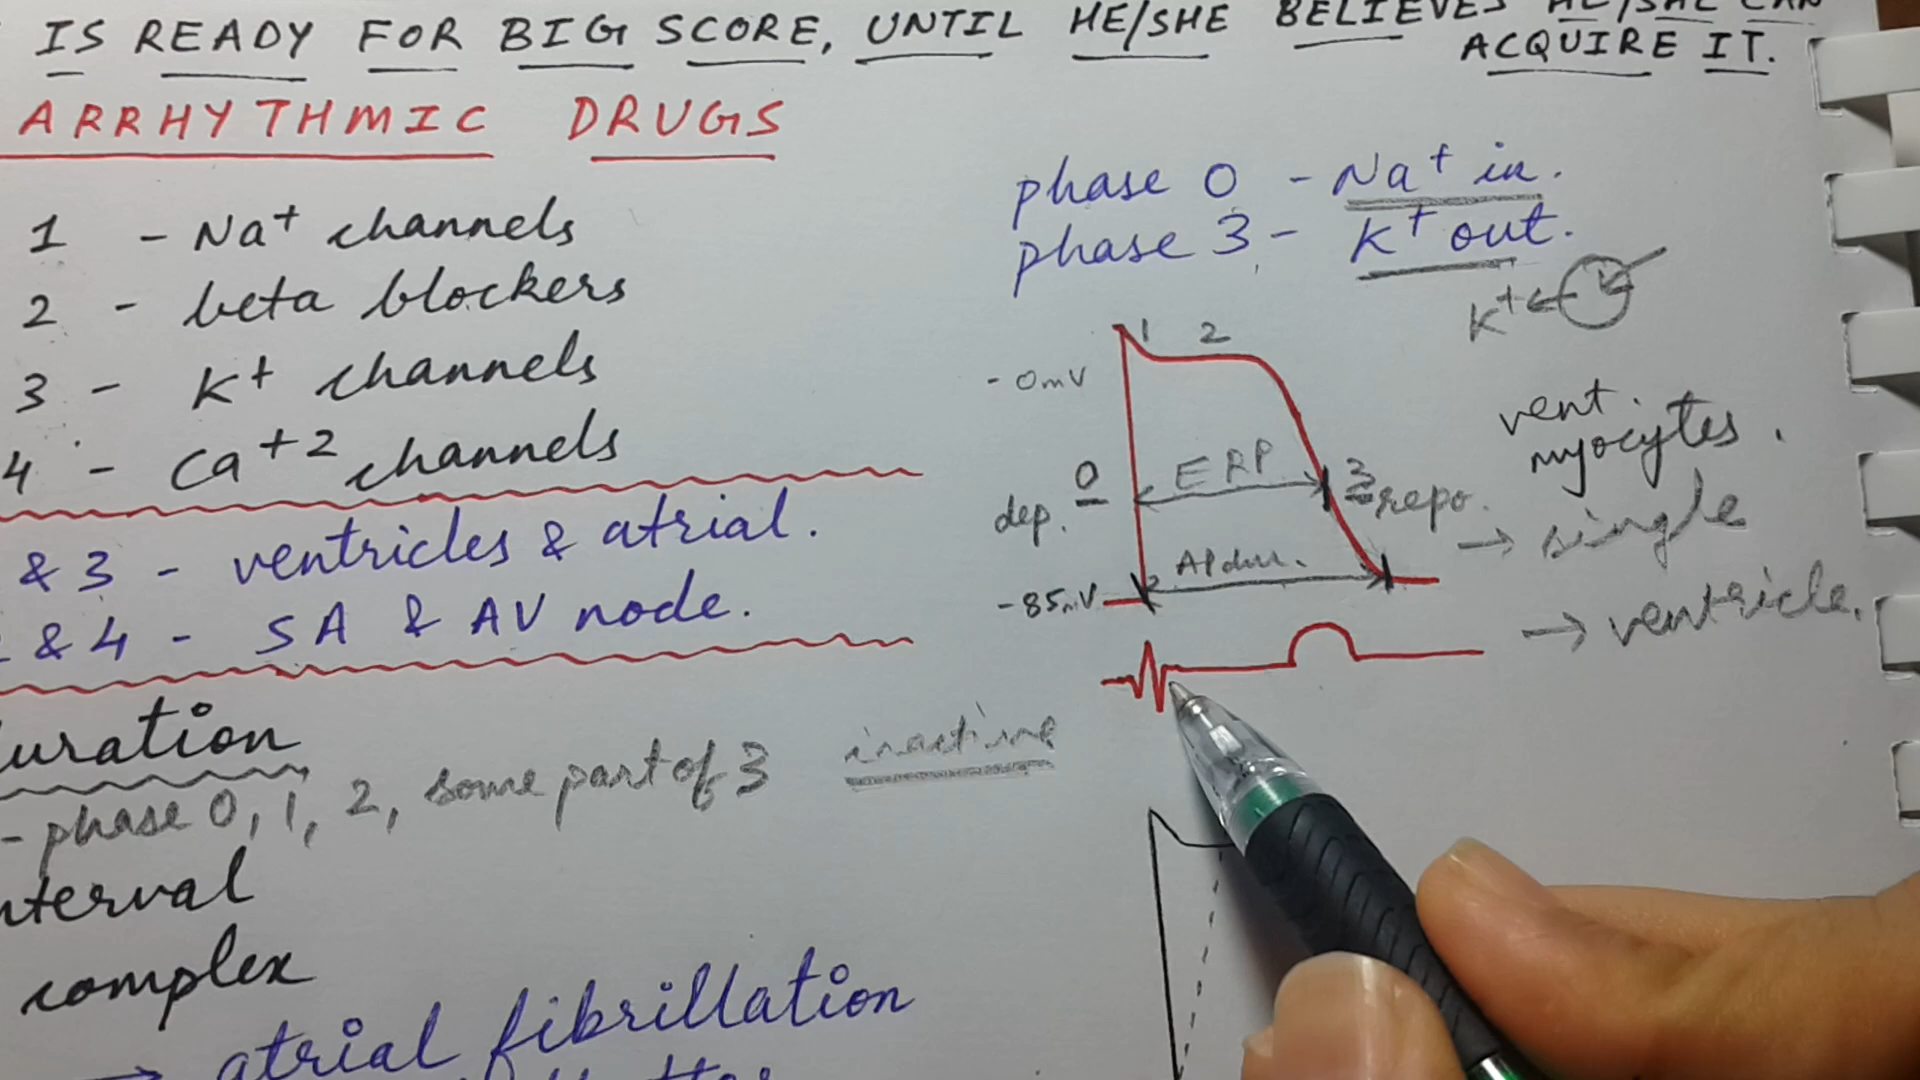 IS READY FOR BIG SCORE, UNTIL HE/SHE BELIEVES HE/SHE CAN
ACQUIRE IT.
ARRHYTHMIC DRUGS
1 - Na+ channels
2 - beta blockers
3 - K+ channels
4 - Ca+2 channels
& 3 - ventricles & atrial.
& 4 - SA & AV node.
uration
- phase 0, 1, 2, some part of 3 inactive
nterval
complex
→ atrial fibrillation
phase 0 - Na+ in.
phase 3 - K+ out.
K+
1 2
- 0mV
vent.
myocytes.
0 ERP 3
dep. repo. → single
AP dur.
-85mV
→ ventricle.